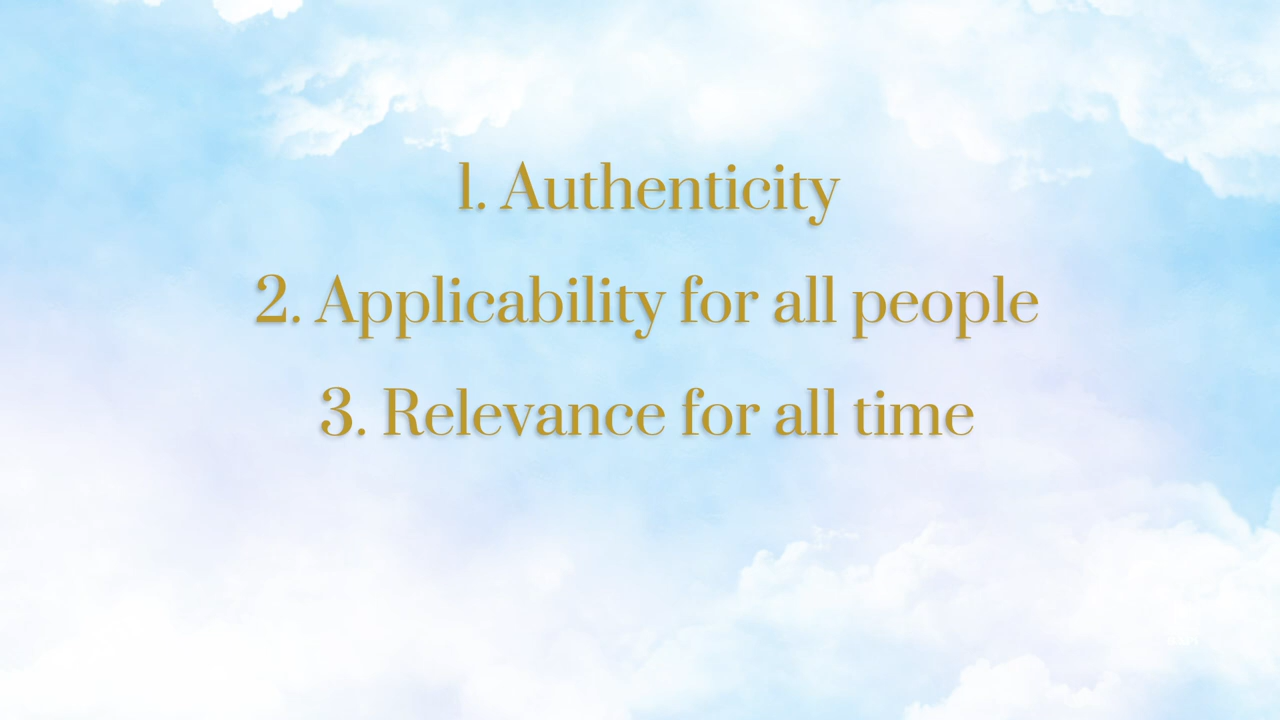 1. Authenticity
2. Applicability for all people
3. Relevance for all time